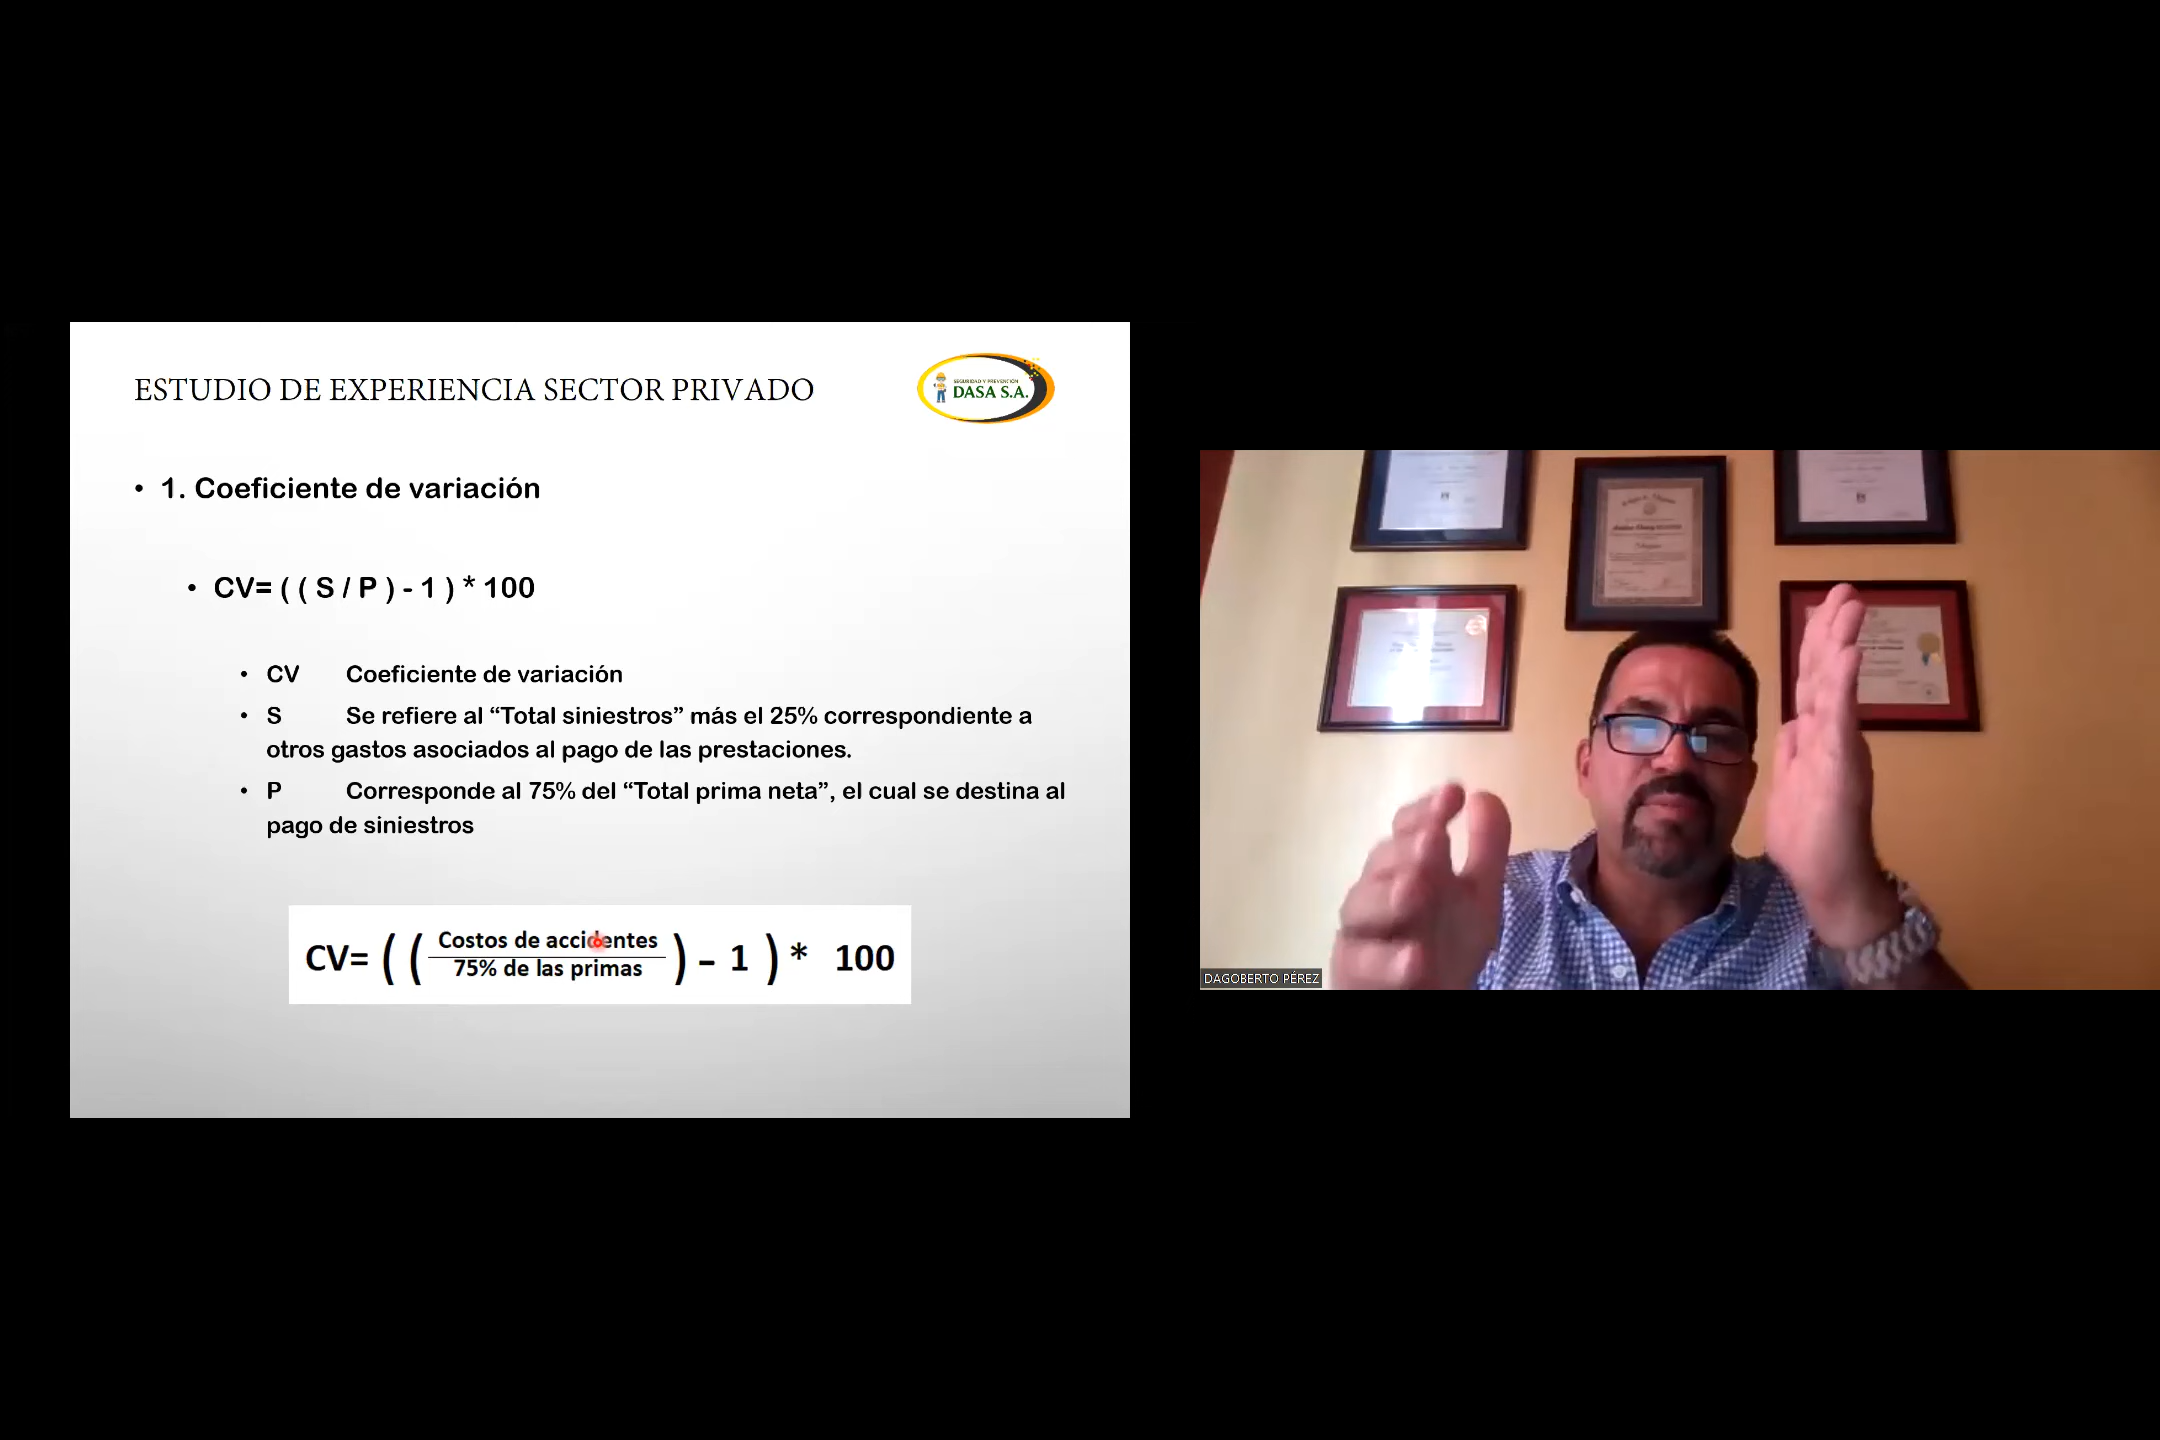 ESTUDIO DE EXPERIENCIA SECTOR PRIVADO
SEGURIDAD Y PREVENCIÓN
DASA S.A.
• 1. Coeficiente de variación
• CV= ( ( S / P ) - 1 ) * 100
• CV Coeficiente de variación
• S Se refiere al “Total siniestros” más el 25% correspondiente a
otros gastos asociados al pago de las prestaciones.
• P Corresponde al 75% del “Total prima neta”, el cual se destina al
pago de siniestros
Costos de accidentes
CV= ( ( ) - 1 ) * 100
75% de las primas
DAGOBERTO PÉREZ